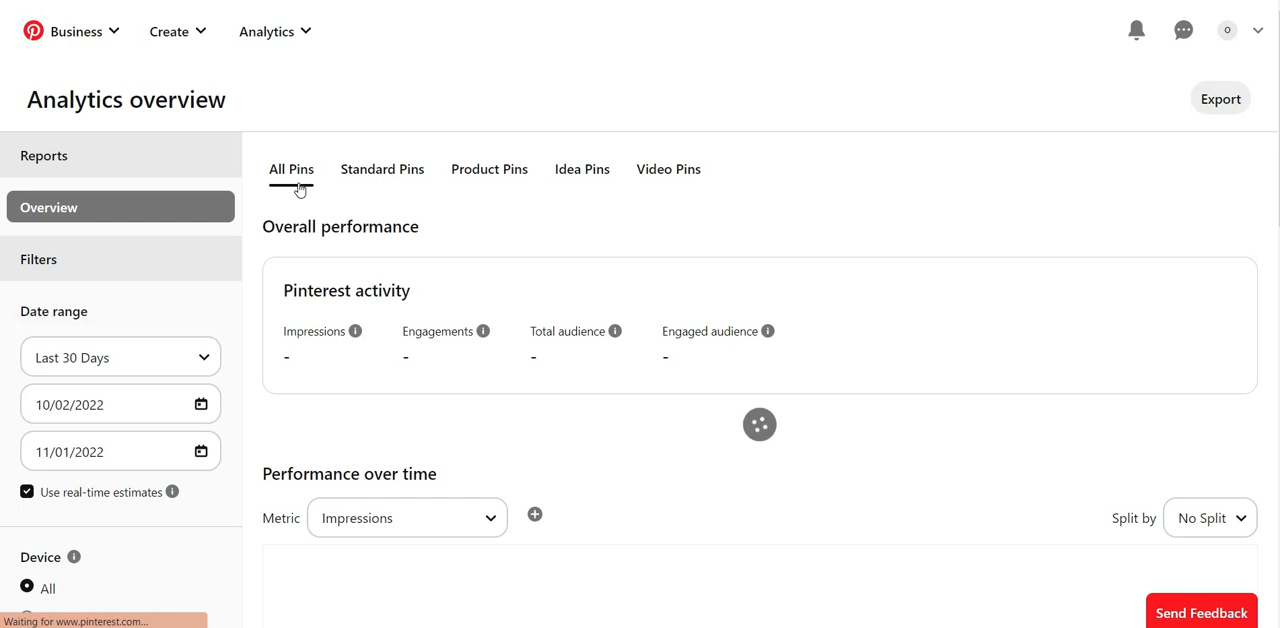 Business
Create
Analytics
O
Analytics overview
Export
Reports
Overview
Filters
Date range
Last 30 Days
10/02/2022
11/01/2022
Use real-time estimates
Device
All
All Pins
Standard Pins
Product Pins
Idea Pins
Video Pins
Overall performance
Pinterest activity
Impressions
Engagements
Total audience
Engaged audience
-
-
-
-
Performance over time
Metric
Impressions
Split by
No Split
Send Feedback
Waiting for www.pinterest.com...